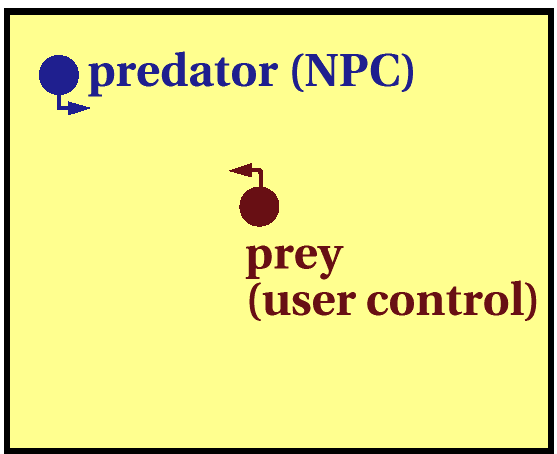 predator (NPC)
prey
(user control)